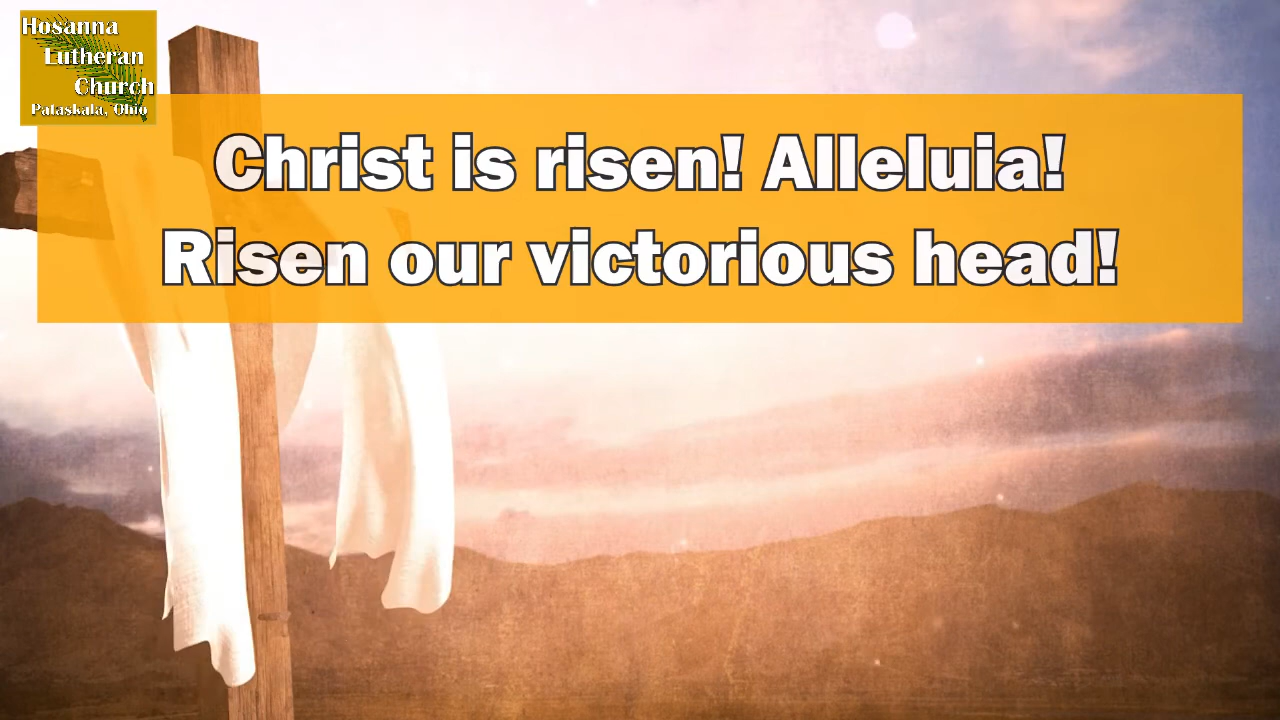 Hosanna
Lutheran
Church
Pataskala, Ohio
Christ is risen! Alleluia!
Risen our victorious head!